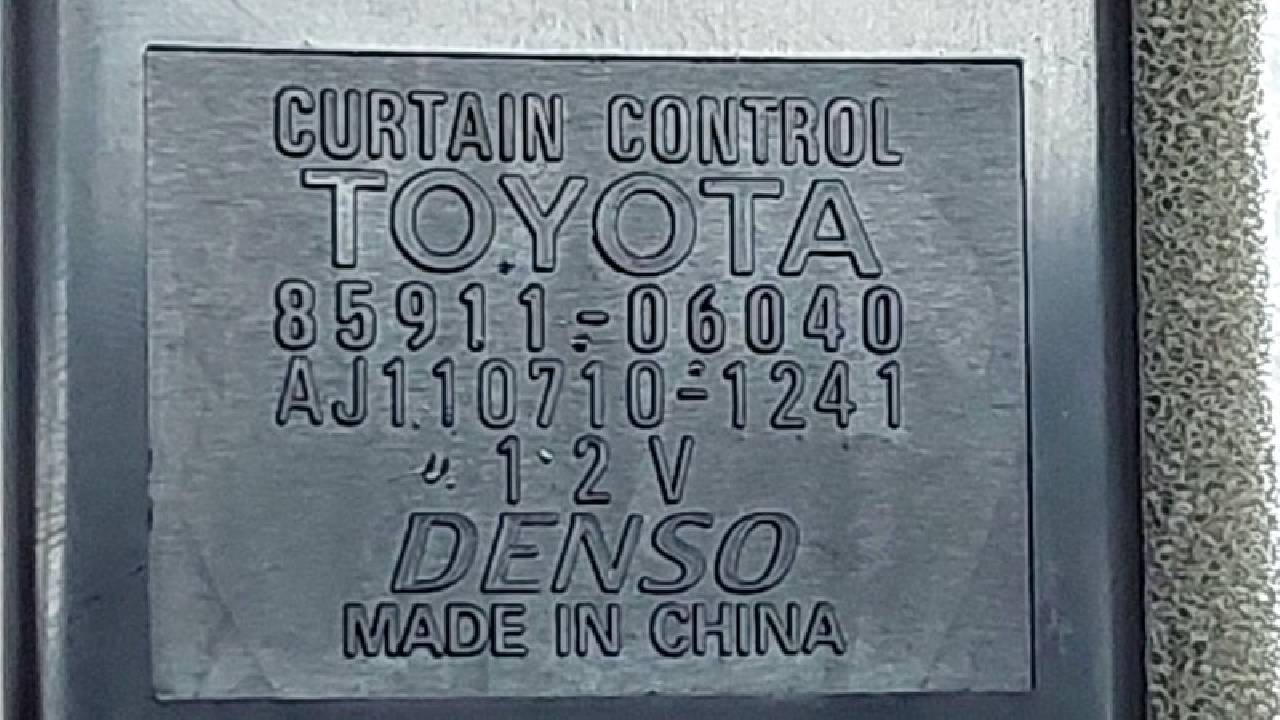 CURTAIN CONTROL
TOYOTA
85911-06040
AJ110710-1241
12V
DENSO
MADE IN CHINA